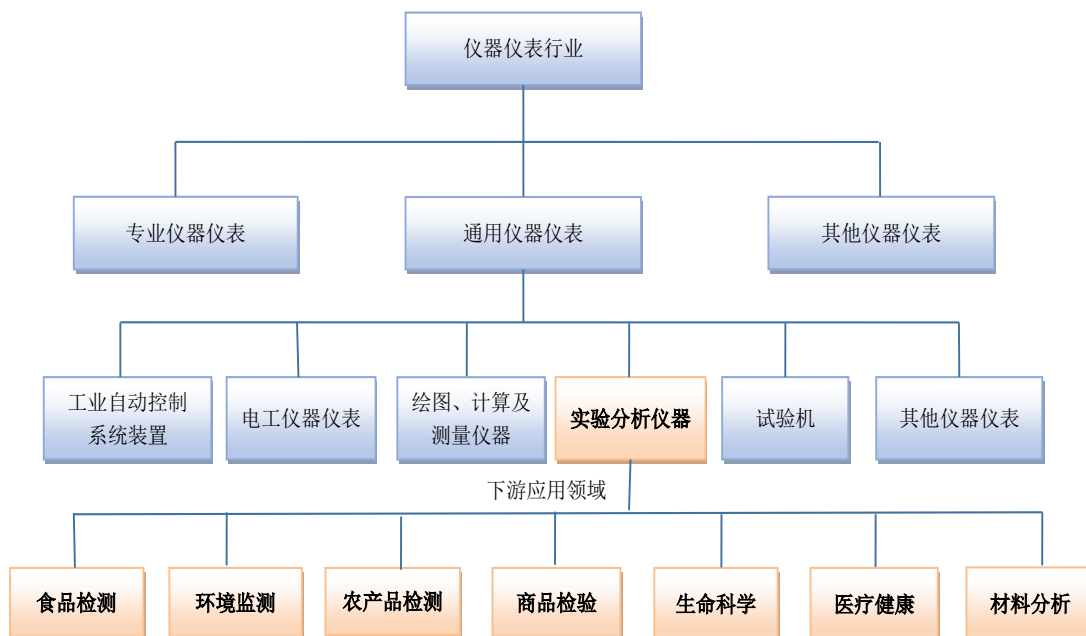 仪器仪表行业
专业仪器仪表
通用仪器仪表
其他仪器仪表
工业自动控制
系统装置
电工仪器仪表
绘图、计算及
测量仪器
实验分析仪器
试验机
其他仪器仪表
下游应用领域
食品检测
环境监测
农产品检测
商品检验
生命科学
医疗健康
材料分析